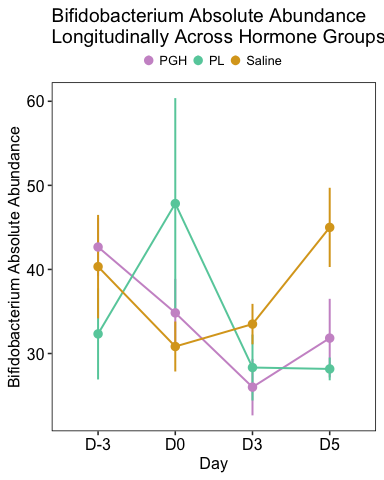 Bifidobacterium Absolute Abundance
Longitudinally Across Hormone Groups
PGH PL Saline
60
50
40
30
Bifidobacterium Absolute Abundance
D-3 D0 D3 D5
Day